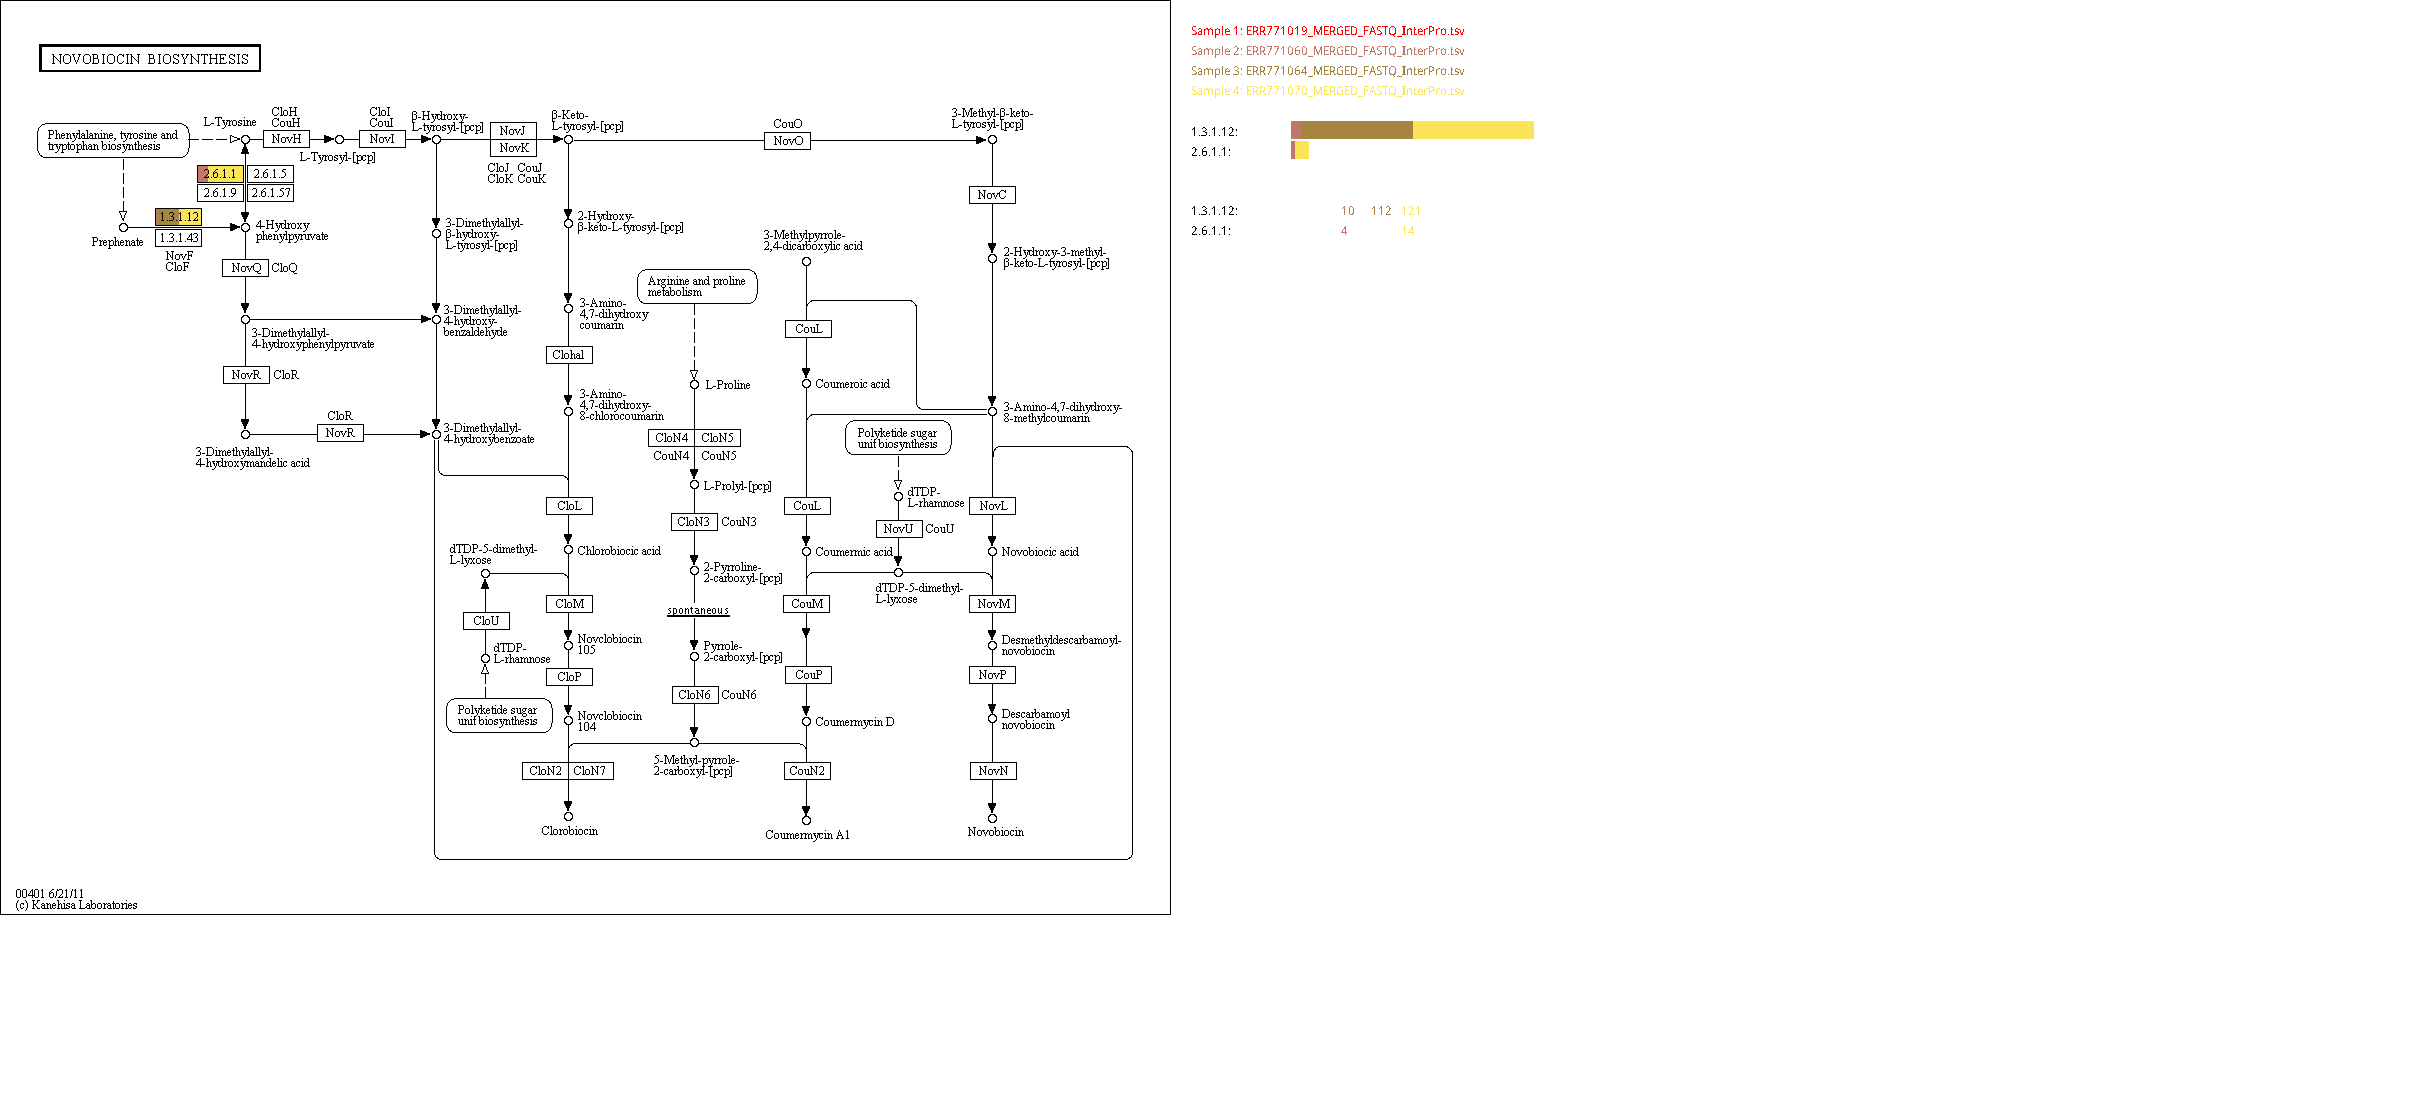 NOVOBIOCIN BIOSYNTHESIS
Sample 1: ERR771019_MERGED_FASTQ_InterPro.tsv
Sample 2: ERR771060_MERGED_FASTQ_InterPro.tsv
Sample 3: ERR771064_MERGED_FASTQ_InterPro.tsv
Sample 4: ERR771070_MERGED_FASTQ_InterPro.tsv
1.3.1.12:
2.6.1.1:
1.3.1.12: 10 112 121
2.6.1.1: 4 14
Phenylalanine, tyrosine and
tryptophan biosynthesis
L-Tyrosine
CloH
CouH
NovH
L-Tyrosyl-[pcp]
CloI
CouI
NovI
β-Hydroxy-
L-tyrosyl-[pcp]
NovJ
NovK
CloJ CouJ
CloK CouK
β-Keto-
L-tyrosyl-[pcp]
CouO
NovO
3-Methyl-β-keto-
L-tyrosyl-[pcp]
2.6.1.1
2.6.1.5
2.6.1.9
2.6.1.57
1.3.1.12
1.3.1.43
NovF
CloF
Prephenate
4-Hydroxy
phenylpyruvate
NovQ
CloQ
3-Dimethylallyl-
β-hydroxy-
L-tyrosyl-[pcp]
2-Hydroxy-
β-keto-L-tyrosyl-[pcp]
NovC
2-Hydroxy-3-methyl-
β-keto-L-tyrosyl-[pcp]
3-Methylpyrrole-
2,4-dicarboxylic acid
Arginine and proline
metabolism
3-Dimethylallyl-
4-hydroxyphenylpyruvate
3-Dimethylallyl-
4-hydroxy-
benzaldehyde
3-Amino-
4,7-dihydroxy
coumarin
CouL
Clohal
NovR
CloR
L-Proline
Coumeroic acid
3-Amino-
4,7-dihydroxy-
8-chlorocoumarin
3-Amino-4,7-dihydroxy-
8-methylcoumarin
CloR
NovR
3-Dimethylallyl-
4-hydroxymandelic acid
3-Dimethylallyl-
4-hydroxybenzoate
CloN4
CloN5
CouN4
CouN5
Polyketide sugar
unit biosynthesis
L-Prolyl-[pcp]
dTDP-
L-rhamnose
CloL
CouL
NovL
CloN3
CouN3
NovU
CouU
dTDP-5-dimethyl-
L-lyxose
Chlorobiocic acid
Coumermic acid
Novobiocic acid
2-Pyrroline-
2-carboxyl-[pcp]
dTDP-5-dimethyl-
L-lyxose
CloM
spontaneous
CouM
NovM
CloU
Novclobiocin
105
Pyrrole-
2-carboxyl-[pcp]
Desmethyldescarbamoyl-
novobiocin
dTDP-
L-rhamnose
CloP
CouP
NovP
CloN6
CouN6
Polyketide sugar
unit biosynthesis
Novclobiocin
104
Coumermycin D
Descarbamoyl
novobiocin
5-Methyl-pyrrole-
2-carboxyl-[pcp]
CloN2
CloN7
CouN2
NovN
Clorobiocin
Coumermycin A1
Novobiocin
00401 6/21/11
(c) Kanehisa Laboratories